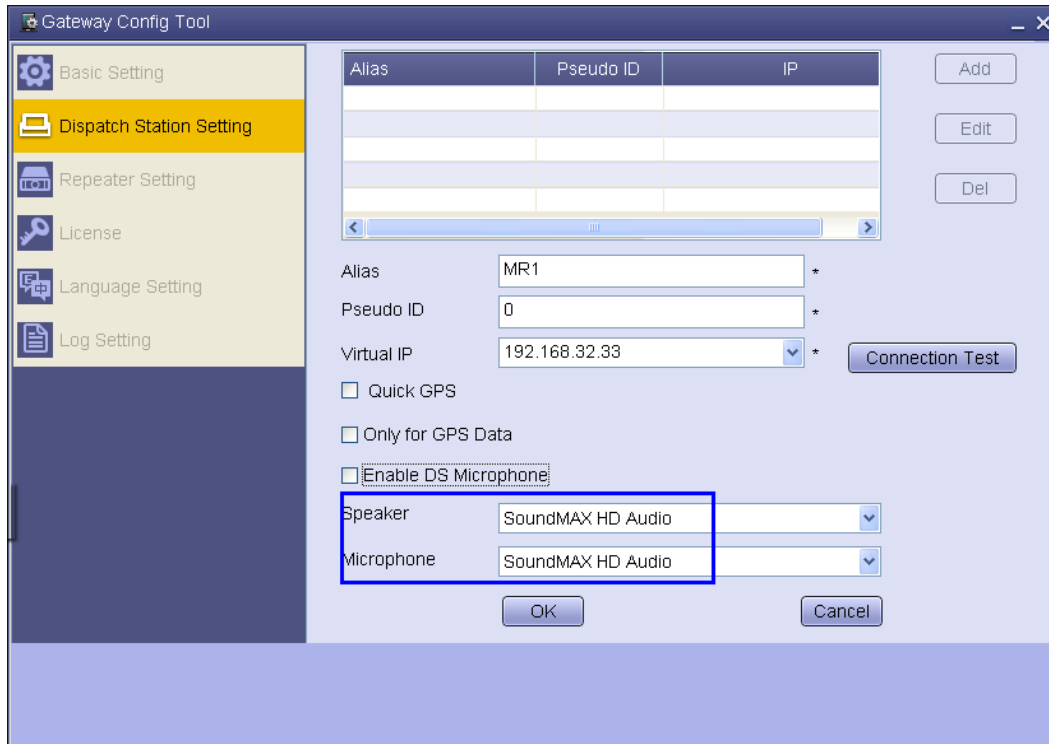 Gateway Config Tool
Basic Setting
Dispatch Station Setting
Repeater Setting
License
Language Setting
Log Setting
Alias Pseudo ID IP
Add
Edit
Del
Alias MR1 *
Pseudo ID 0 *
Virtual IP 192.168.32.33 * Connection Test
Quick GPS
Only for GPS Data
Enable DS Microphone
Speaker SoundMAX HD Audio
Microphone SoundMAX HD Audio
OK Cancel